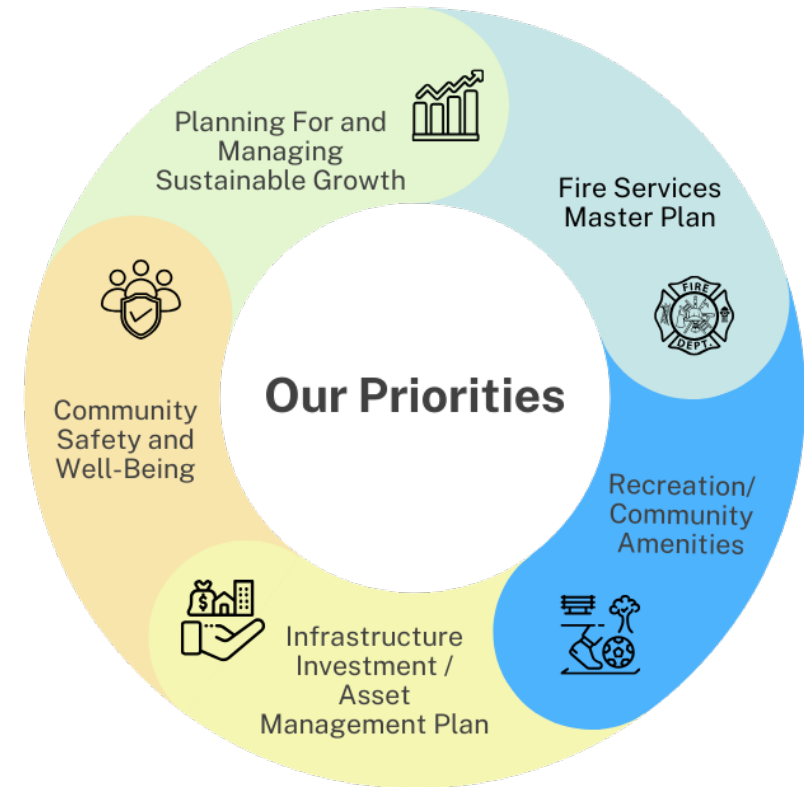 Planning For and
Managing
Sustainable Growth
Fire Services
Master Plan
FIRE
DEPT.
Our Priorities
Community
Safety and
Well-Being
Recreation/
Community
Amenities
$
Infrastructure
Investment /
Asset
Management Plan